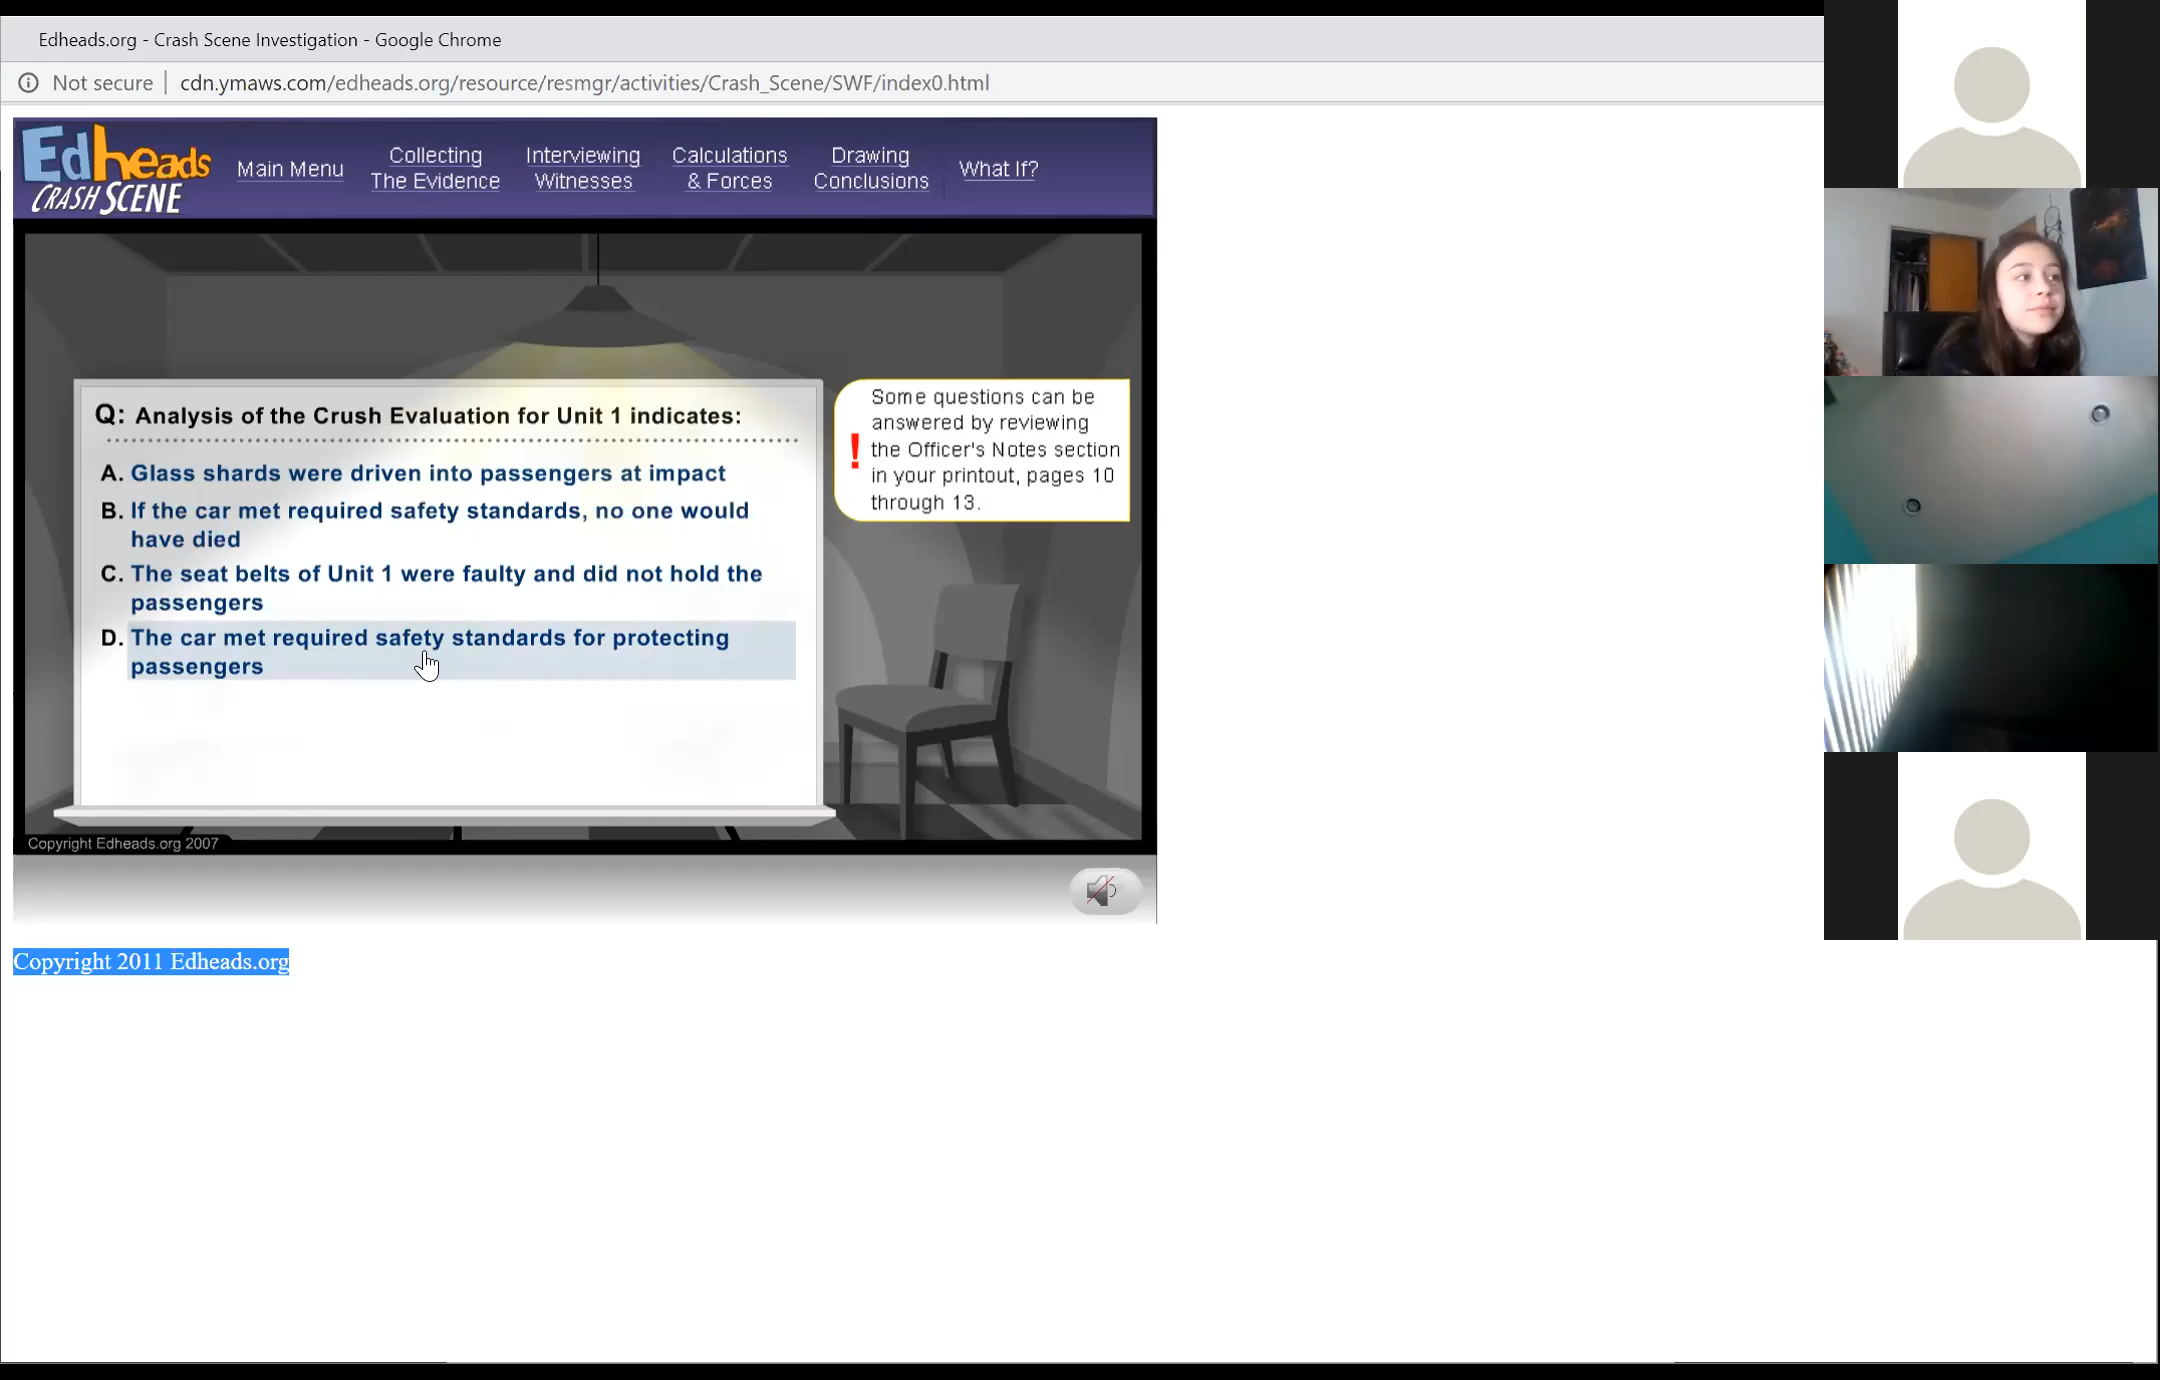 Edheads.org - Crash Scene Investigation - Google Chrome
Not secure cdn.ymaws.com/edheads.org/resource/resmgr/activities/Crash_Scene/SWF/index0.html
Edheads
CRASH SCENE
Main Menu
Collecting
The Evidence
Interviewing
Witnesses
Calculations
& Forces
Drawing
Conclusions
What If?
Q: Analysis of the Crush Evaluation for Unit 1 indicates:
A. Glass shards were driven into passengers at impact
B. If the car met required safety standards, no one would
have died
C. The seat belts of Unit 1 were faulty and did not hold the
passengers
D. The car met required safety standards for protecting
passengers
! Some questions can be
answered by reviewing
the Officer's Notes section
in your printout, pages 10
through 13.
Copyright Edheads.org 2007
Copyright 2011 Edheads.org